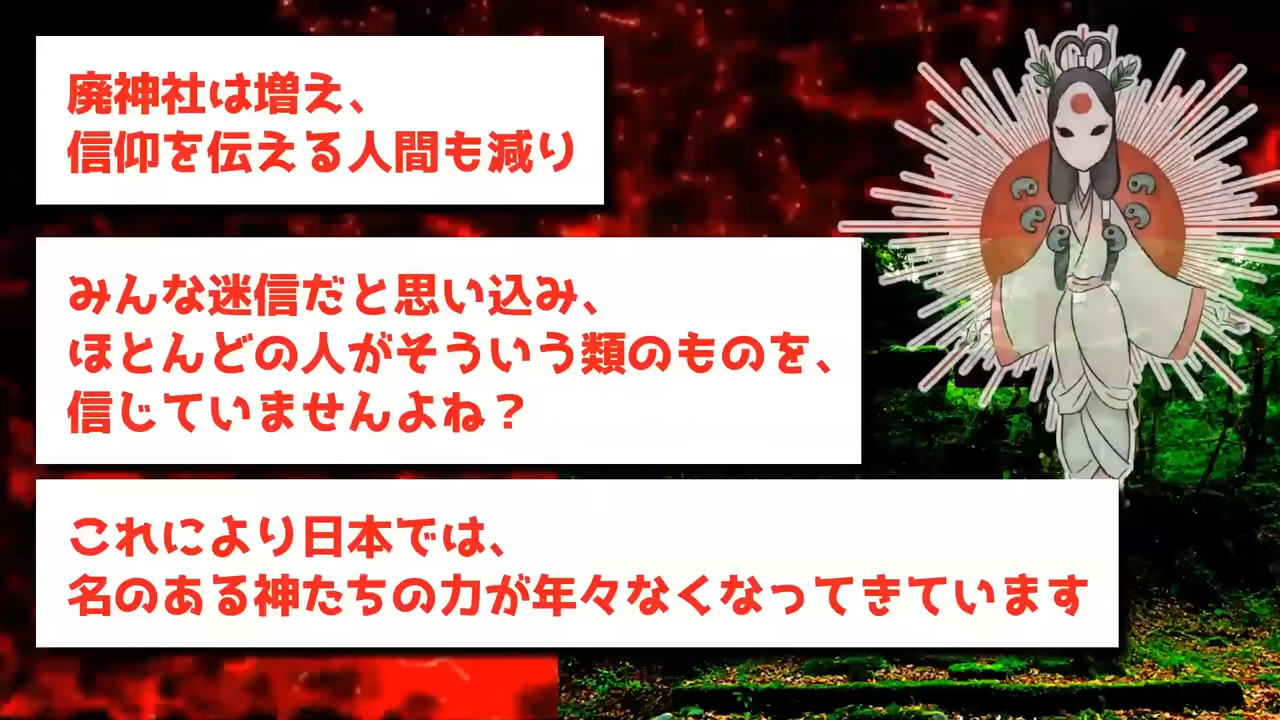 廃神社は増え、
信仰を伝える人間も減り
みんな迷信だと思い込み、
ほとんどの人がそういう類のものを、
信じていませんよね？
これにより日本では、
名のある神たちの力が年々なくなってきています